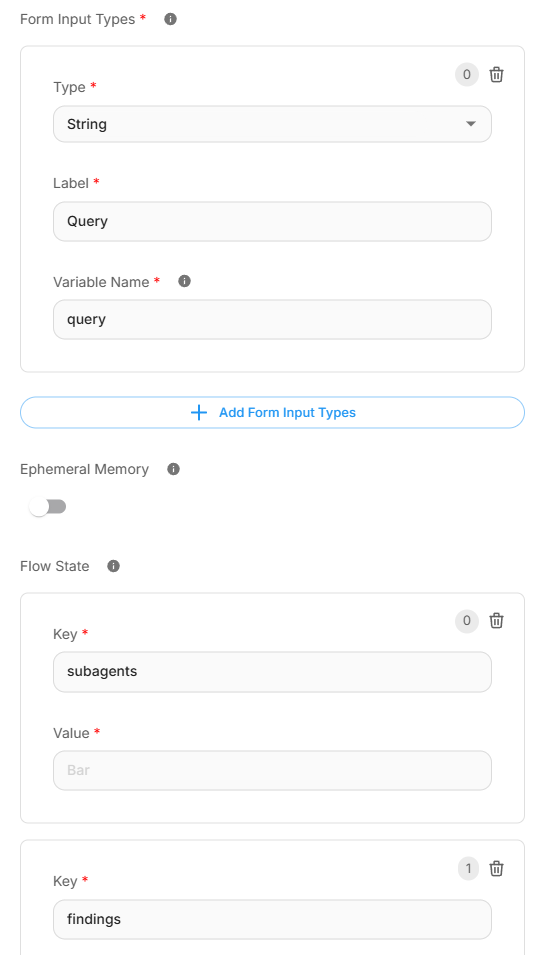 Form Input Types *
0
Type *
String
Label *
Query
Variable Name *
query
Add Form Input Types
Ephemeral Memory
Flow State
0
Key *
subagents
Value *
Bar
1
Key *
findings